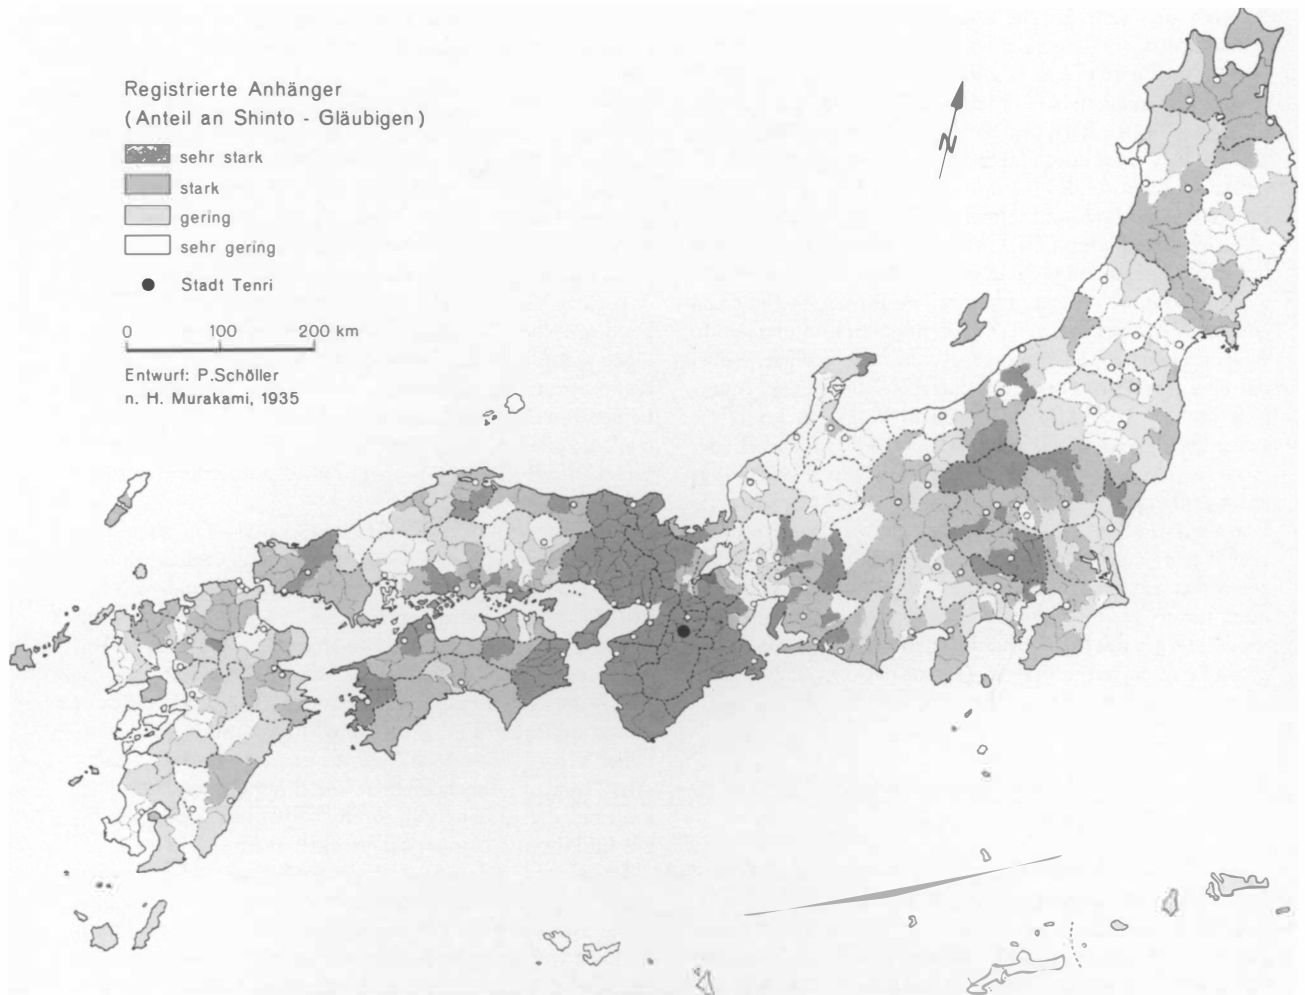 Registrierte Anhänger
(Anteil an Shinto - Gläubigen)
sehr stark
stark
gering
sehr gering
Stadt Tenri
0 100 200 km
Entwurf: P.Schöller
n. H. Murakami, 1935
N